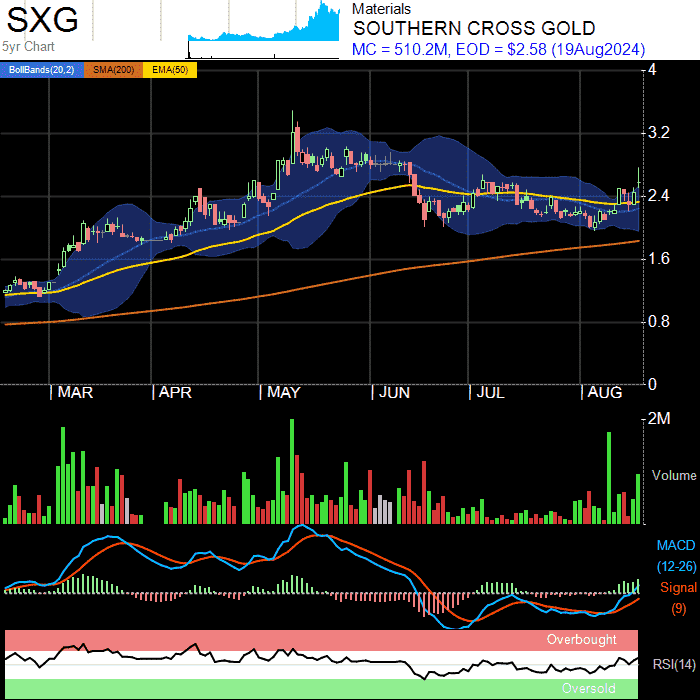 SXG
5yr Chart
Materials
SOUTHERN CROSS GOLD
MC = 510.2M, EOD = $2.58 (19Aug2024)
BollBands(20,2) SMA(200) EMA(50)
4
3.2
2.4
1.6
0.8
0
MAR APR MAY JUN JUL AUG
2M
Volume
MACD
(12-26)
Signal
(9)
Overbought
RSI(14)
Oversold